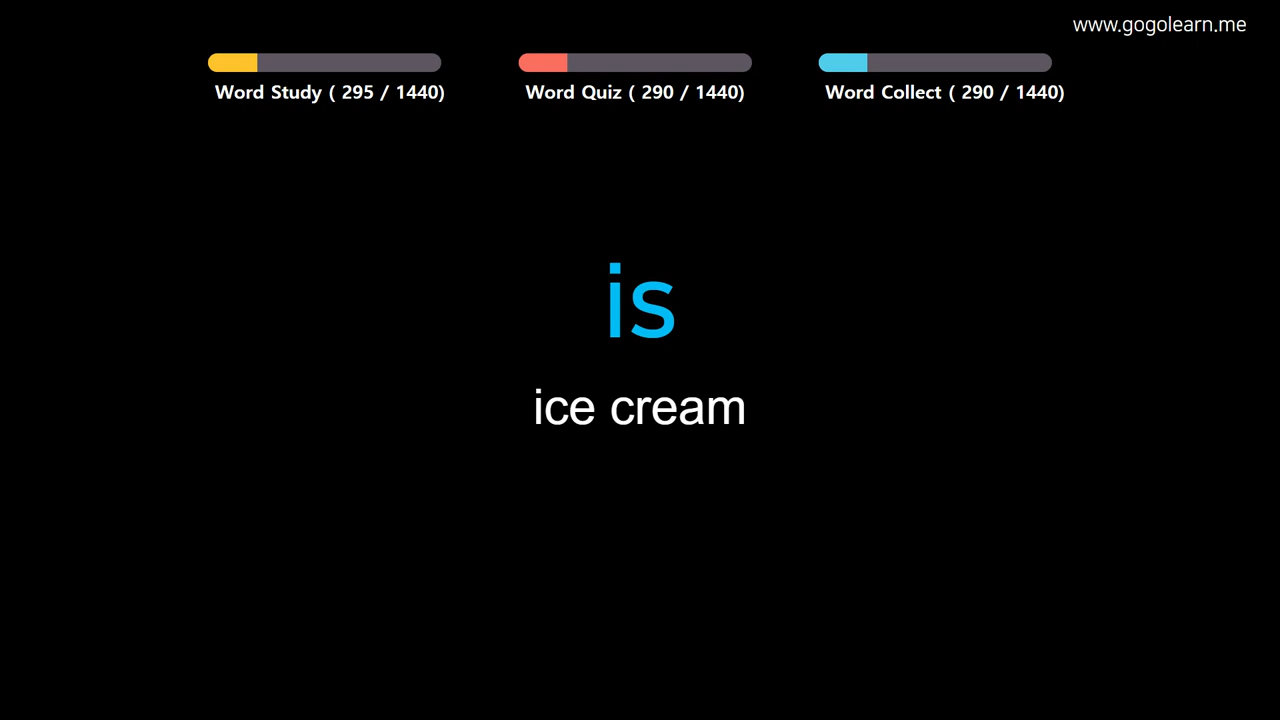 www.gogolearn.me
Word Study ( 295 / 1440)
Word Quiz ( 290 / 1440)
Word Collect ( 290 / 1440)
is
ice cream